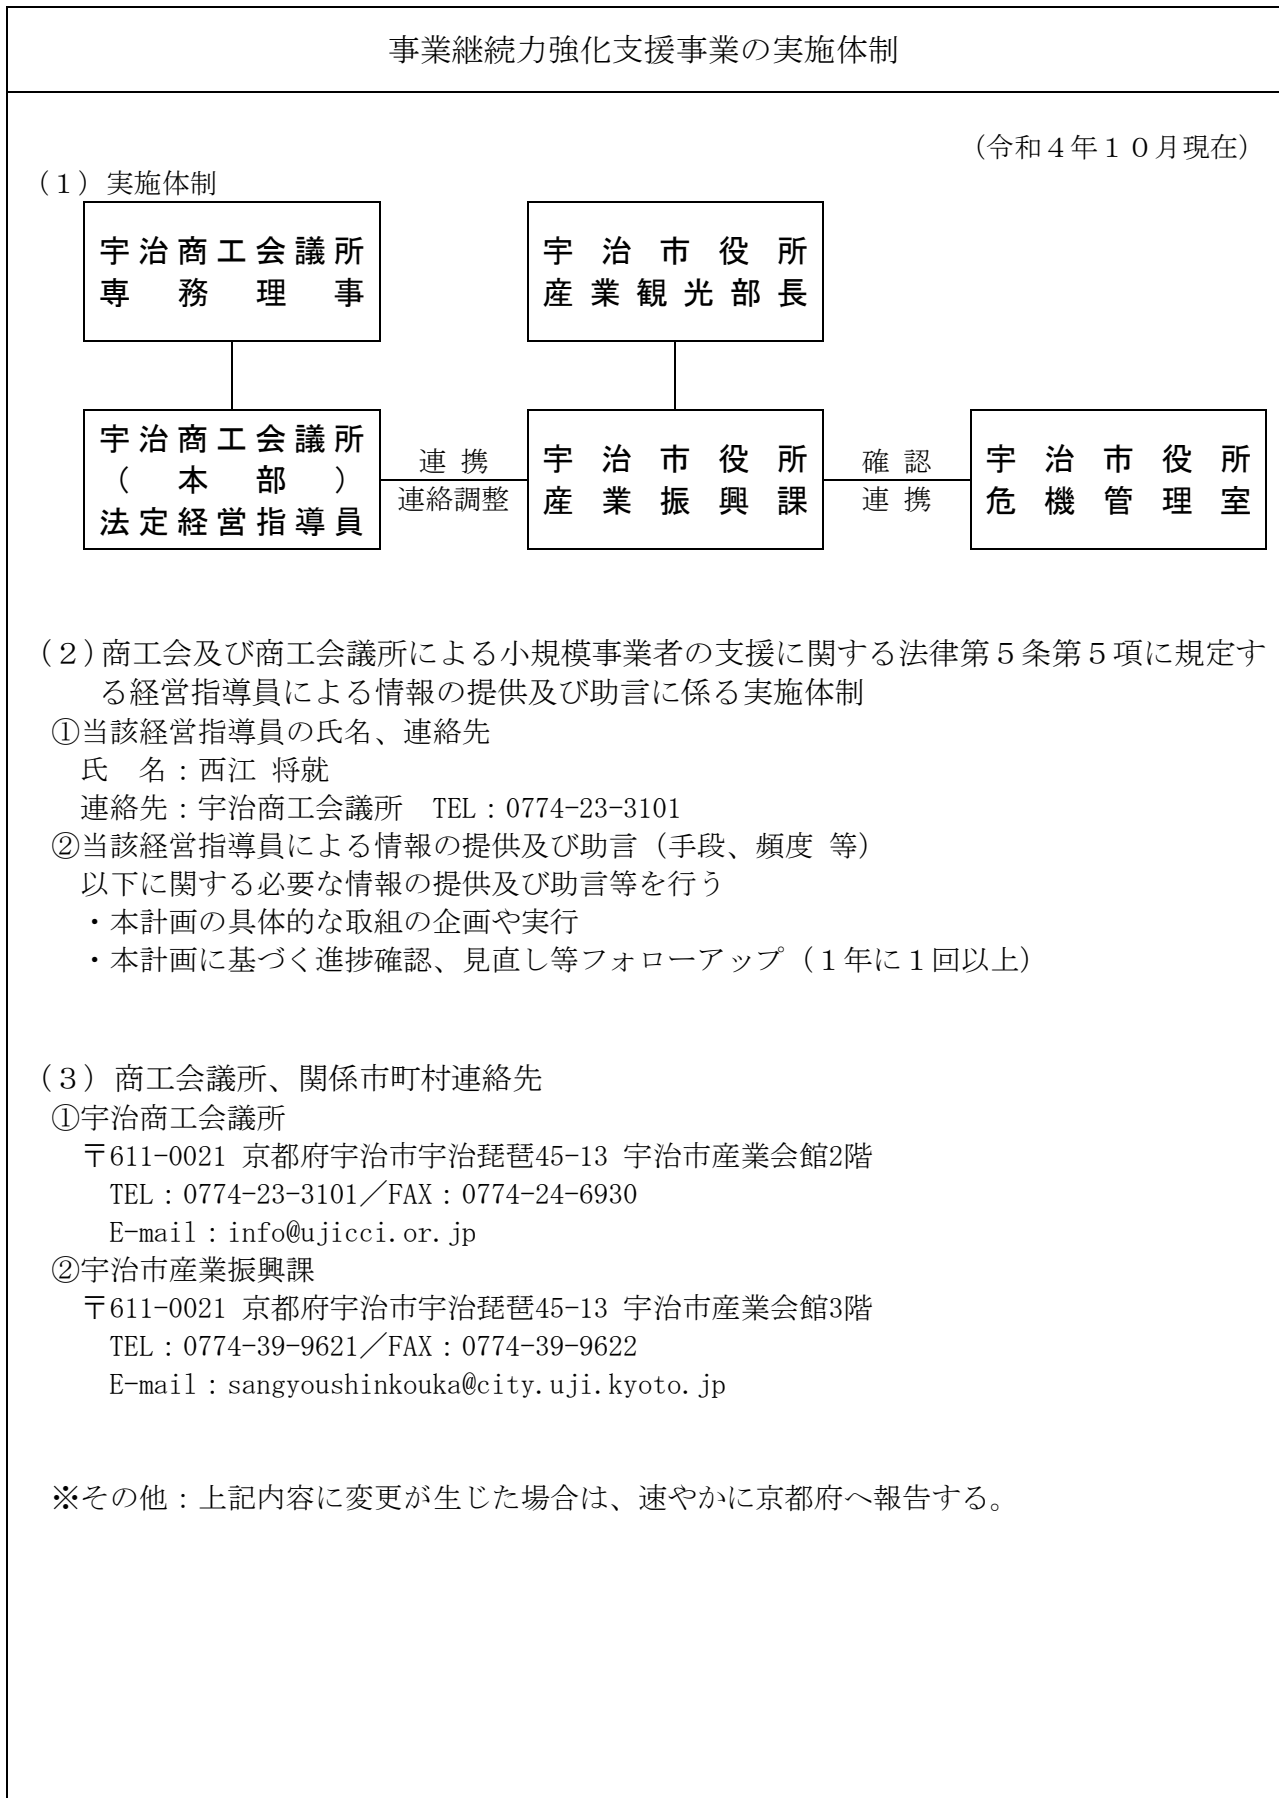 事業継続力強化支援事業の実施体制
（令和４年１０月現在）
（１）実施体制
宇治商工会議所
専務理事
宇治市役所
産業観光部長
宇治商工会議所
（本部）
法定経営指導員
連携
連絡調整
宇治市役所
産業振興課
確認
連携
宇治市役所
危機管理室
（２）商工会及び商工会議所による小規模事業者の支援に関する法律第５条第５項に規定す
る経営指導員による情報の提供及び助言に係る実施体制
①当該経営指導員の氏名、連絡先
氏　名：西江 将就
連絡先：宇治商工会議所　TEL：0774-23-3101
②当該経営指導員による情報の提供及び助言（手段、頻度 等）
以下に関する必要な情報の提供及び助言等を行う
・本計画の具体的な取組の企画や実行
・本計画に基づく進捗確認、見直し等フォローアップ（１年に１回以上）
（３）商工会議所、関係市町村連絡先
①宇治商工会議所
〒611-0021 京都府宇治市宇治琵琶45-13 宇治市産業会館2階
TEL：0774-23-3101／FAX：0774-24-6930
E-mail：info@ujicci.or.jp
②宇治市産業振興課
〒611-0021 京都府宇治市宇治琵琶45-13 宇治市産業会館3階
TEL：0774-39-9621／FAX：0774-39-9622
E-mail：sangyoushinkouka@city.uji.kyoto.jp
※その他：上記内容に変更が生じた場合は、速やかに京都府へ報告する。